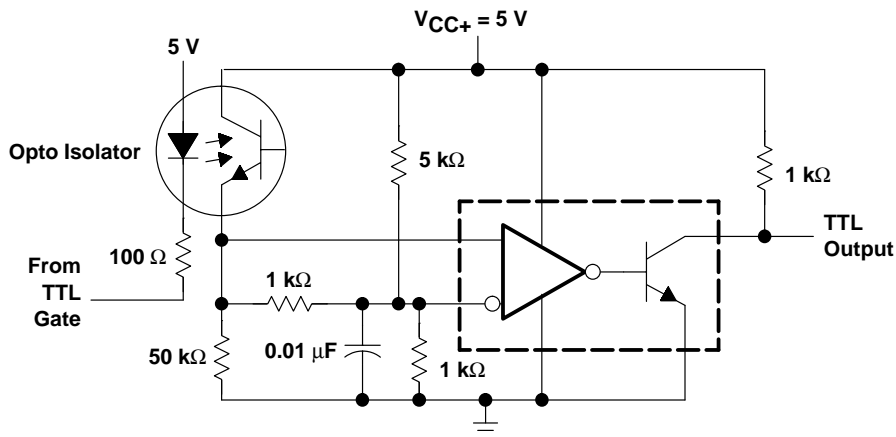 VCC+ = 5 V
5 V
Opto Isolator
5 kΩ
1 kΩ
TTL
Output
100 Ω
From
TTL
Gate
1 kΩ
50 kΩ
0.01 μF
1 kΩ